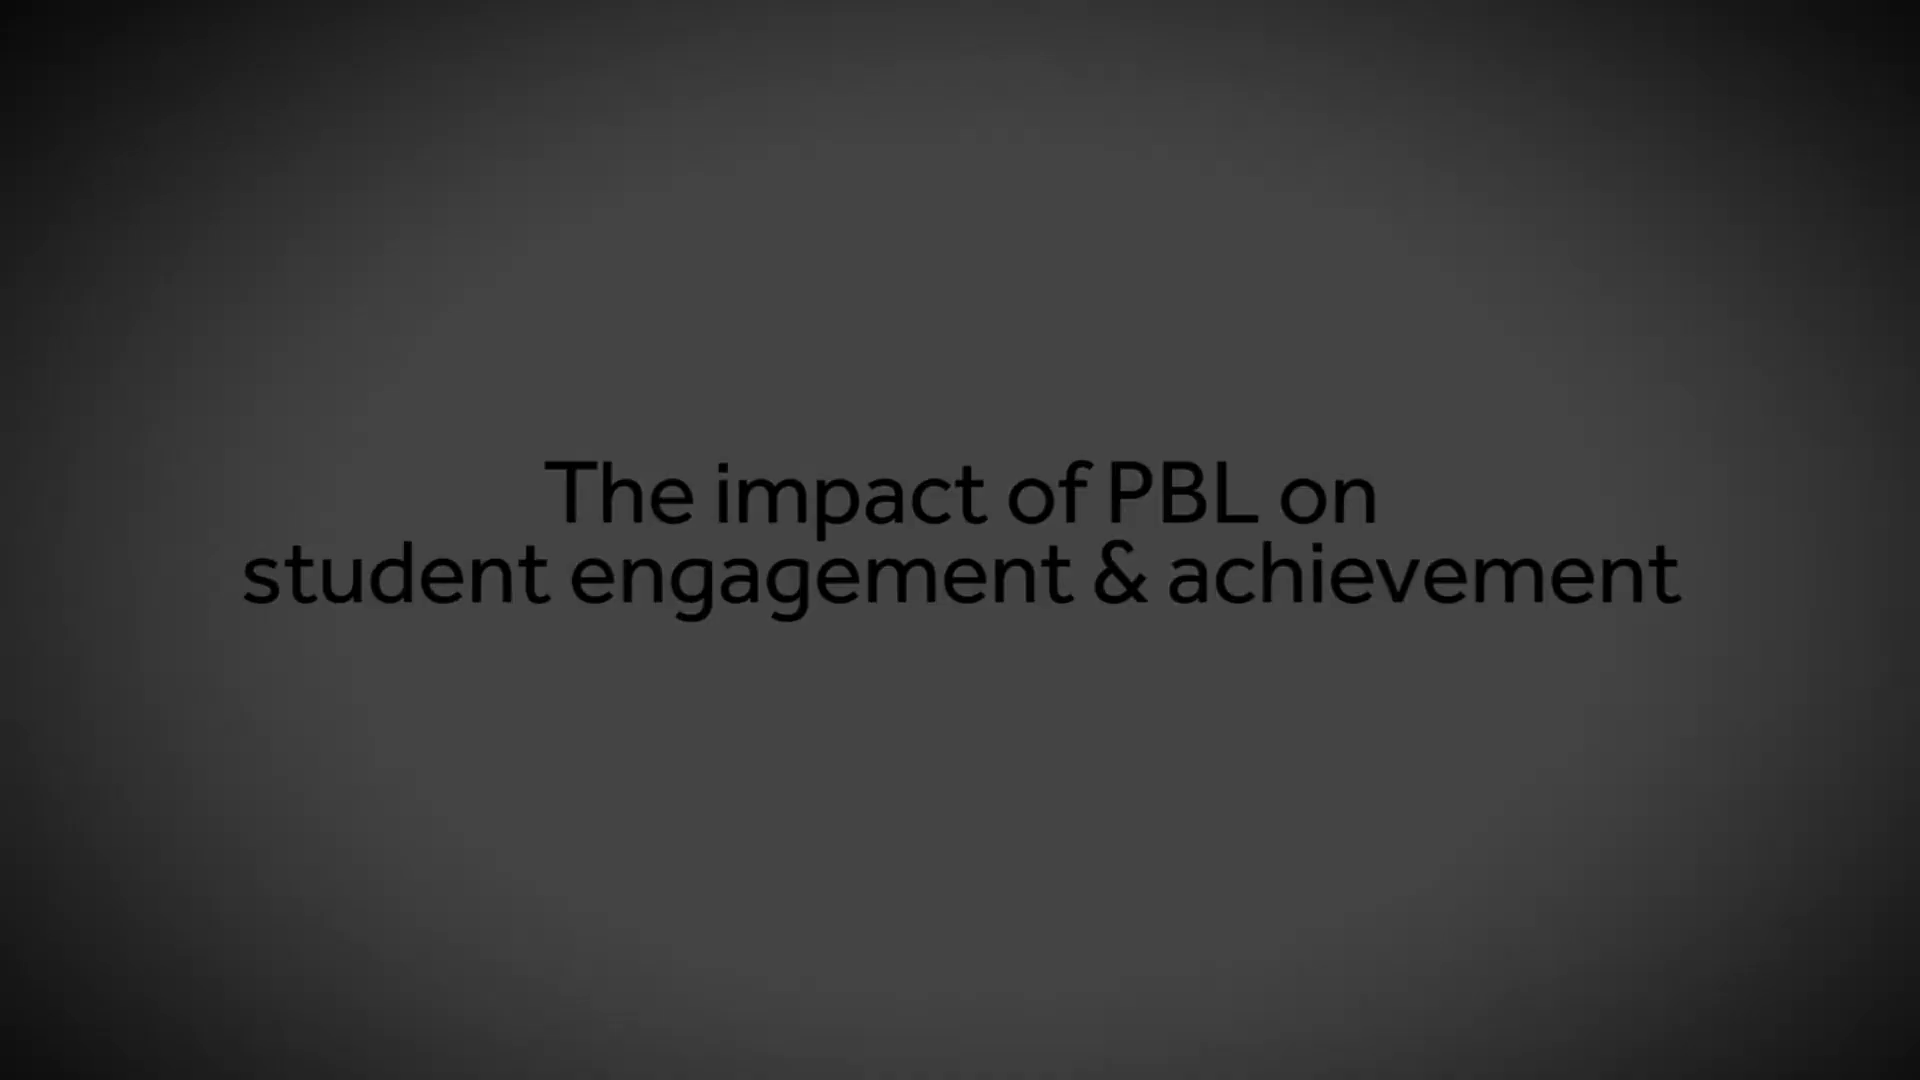 The impact of PBL on
student engagement & achievement